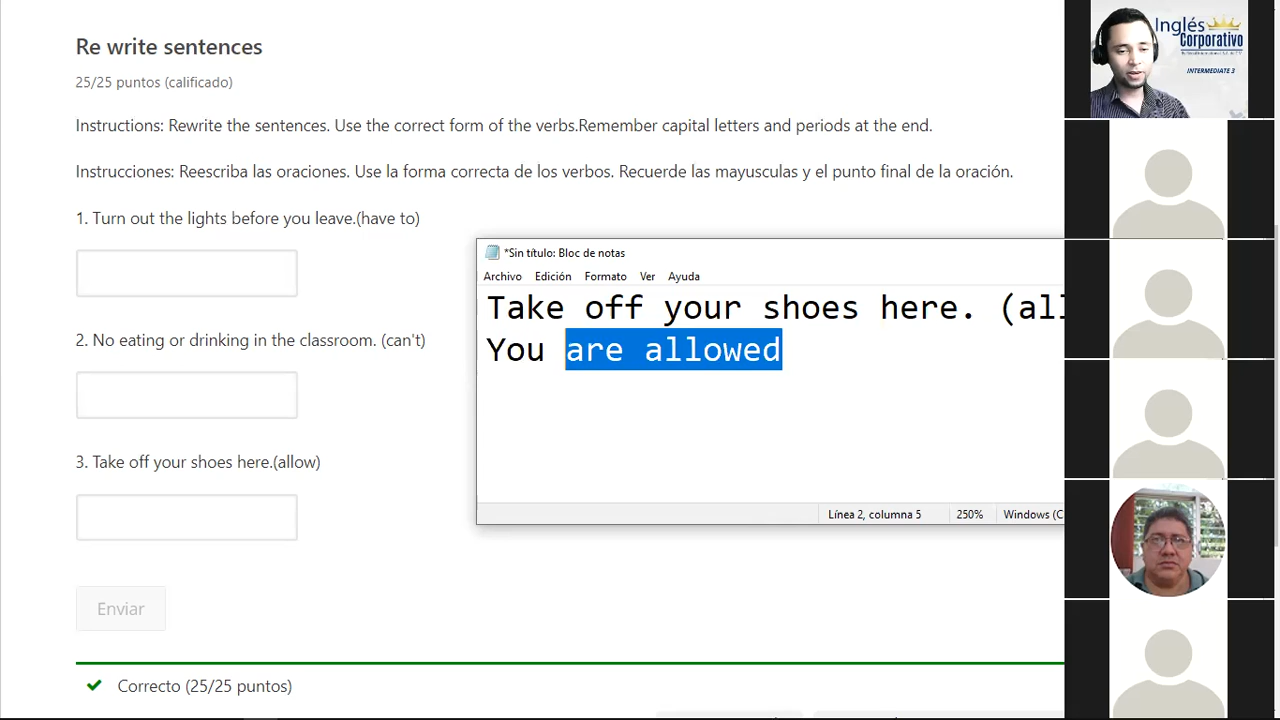 Re write sentences
25/25 puntos (calificado)
Instructions: Rewrite the sentences. Use the correct form of the verbs.Remember capital letters and periods at the end.
Instrucciones: Reescriba las oraciones. Use la forma correcta de los verbos. Recuerde las mayusculas y el punto final de la oración.
1. Turn out the lights before you leave.(have to)
2. No eating or drinking in the classroom. (can't)
3. Take off your shoes here.(allow)
Enviar
Correcto (25/25 puntos)
*Sin título: Bloc de notas
Archivo Edición Formato Ver Ayuda
Take off your shoes here. (all
You are allowed
Línea 2, columna 5 250% Windows (C
Inglés
Corporativo
INTERMEDIATE 3